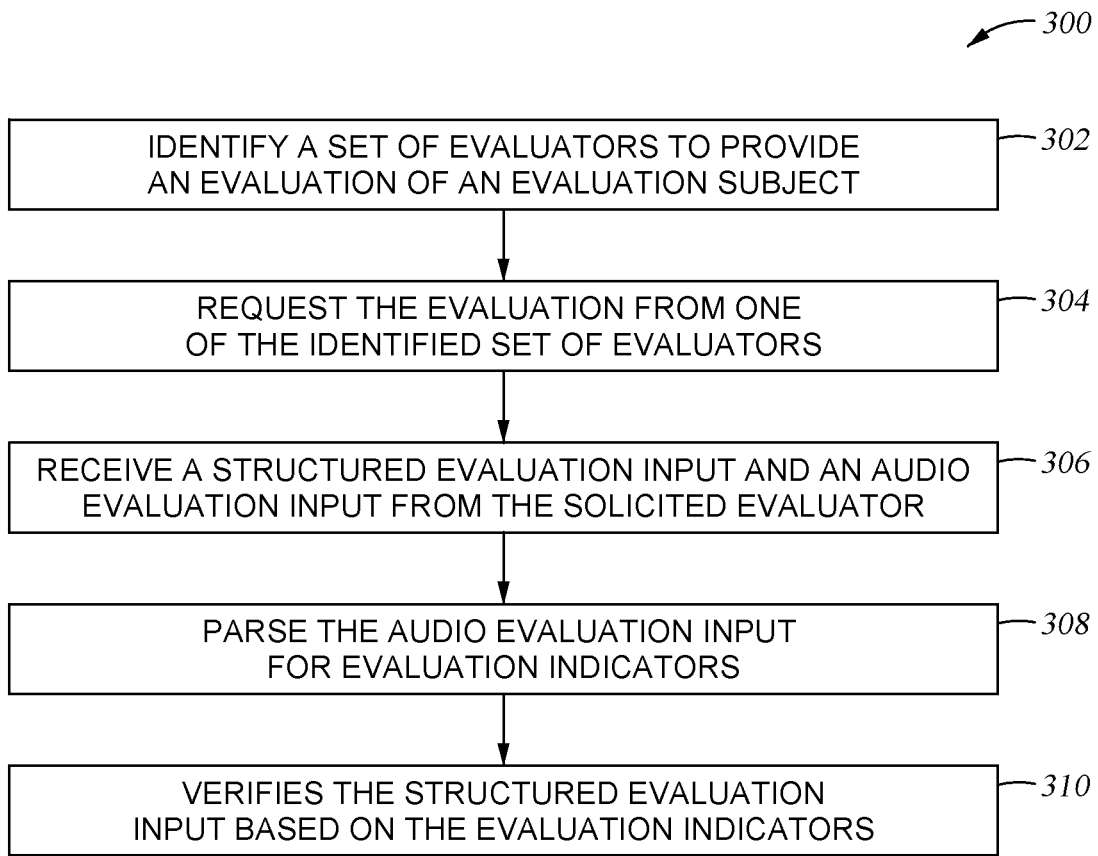 300
IDENTIFY A SET OF EVALUATORS TO PROVIDE
AN EVALUATION OF AN EVALUATION SUBJECT
302
REQUEST THE EVALUATION FROM ONE
OF THE IDENTIFIED SET OF EVALUATORS
304
RECEIVE A STRUCTURED EVALUATION INPUT AND AN AUDIO
EVALUATION INPUT FROM THE SOLICITED EVALUATOR
306
PARSE THE AUDIO EVALUATION INPUT
FOR EVALUATION INDICATORS
308
VERIFIES THE STRUCTURED EVALUATION
INPUT BASED ON THE EVALUATION INDICATORS
310